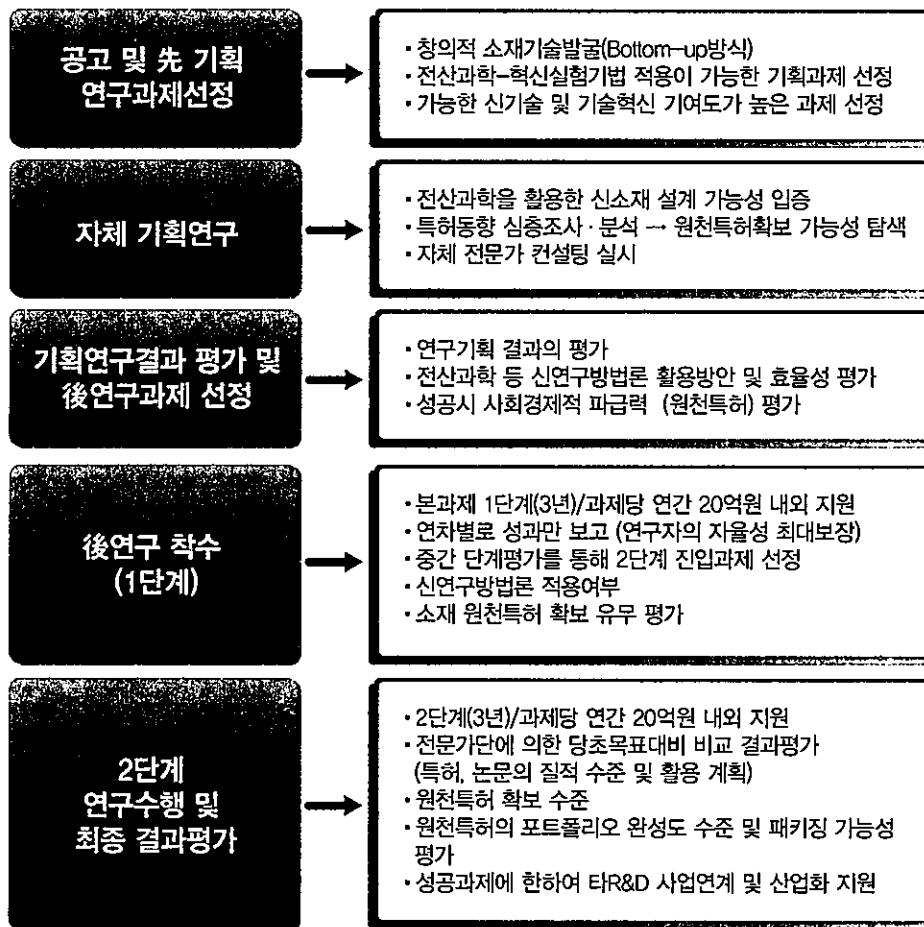 공고 및 先 기획
연구과제선정
· 창의적 소재기술발굴(Bottom-up방식)
· 전산과학-혁신실험기법 적용이 가능한 기획과제 선정
· 가능한 신기술 및 기술혁신 기여도가 높은 과제 선정
자체 기획연구
· 전산과학을 활용한 신소재 설계 가능성 입증
· 특허동향 심층조사 · 분석 → 원천특허확보 가능성 탐색
· 자체 전문가 컨설팅 실시
기획연구결과 평가 및
後연구과제 선정
· 연구기획 결과의 평가
· 전산과학 등 신연구방법론 활용방안 및 효율성 평가
· 성공시 사회경제적 파급력 (원천특허) 평가
後연구 착수
(1단계)
· 본과제 1단계(3년)/과제당 연간 20억원 내외 지원
· 연차별로 성과만 보고 (연구자의 자율성 최대보장)
· 중간 단계평가를 통해 2단계 진입과제 선정
· 신연구방법론 적용여부
· 소재 원천특허 확보 유무 평가
2단계
연구수행 및
최종 결과평가
· 2단계(3년)/과제당 연간 20억원 내외 지원
· 전문가단에 의한 당초목표대비 비교 결과평가
(특허, 논문의 질적 수준 및 활용 계획)
· 원천특허 확보 수준
· 원천특허의 포트폴리오 완성도 수준 및 패키징 가능성
평가
· 성공과제에 한하여 타R&D 사업연계 및 산업화 지원